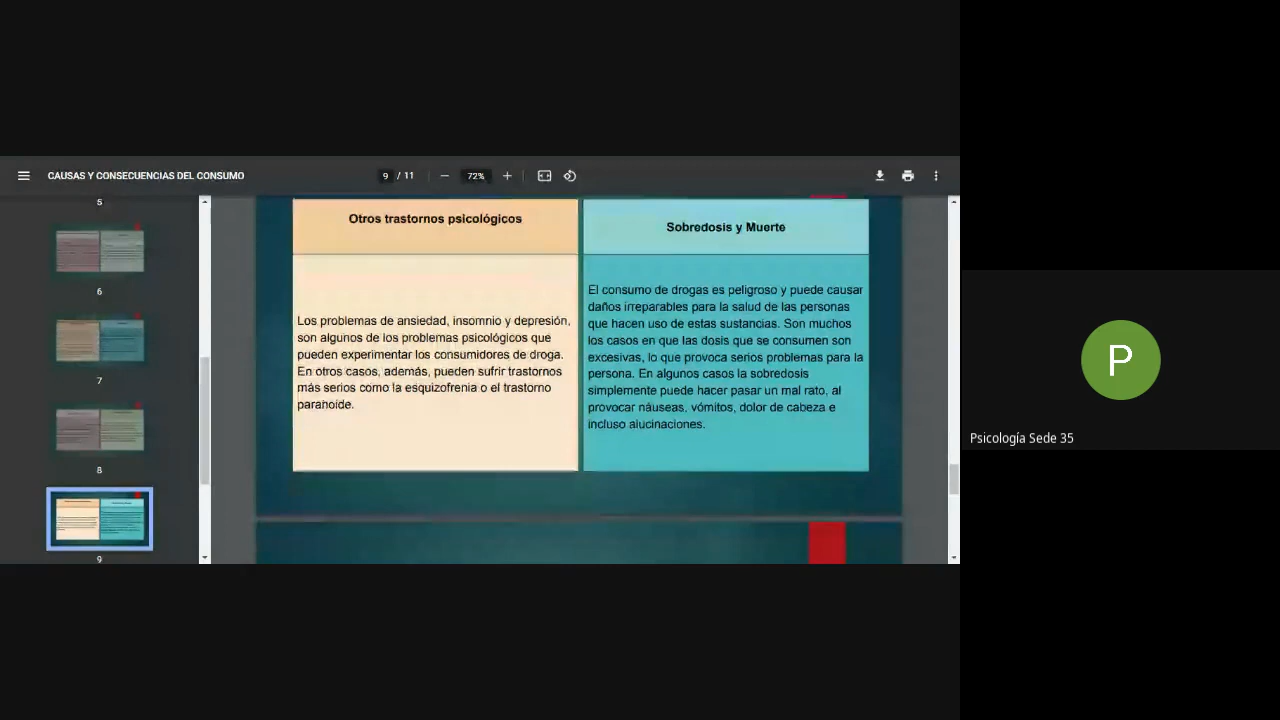 CAUSAS Y CONSECUENCIAS DEL CONSUMO
9 / 11
72%
5
6
7
8
9
Otros trastornos psicológicos
Los problemas de ansiedad, insomnio y depresión,
son algunos de los problemas psicológicos que
pueden experimentar los consumidores de droga.
En otros casos, además, pueden sufrir trastornos
más serios como la esquizofrenia o el trastorno
paranoide.
Sobredosis y Muerte
El consumo de drogas es peligroso y puede causar
daños irreparables para la salud de las personas
que hacen uso de estas sustancias. Son muchos
los casos en que las dosis que se consumen son
excesivas, lo que provoca serios problemas para la
persona. En algunos casos la sobredosis
simplemente puede hacer pasar un mal rato, al
provocar náuseas, vómitos, dolor de cabeza e
incluso alucinaciones.
P
Psicología Sede 35